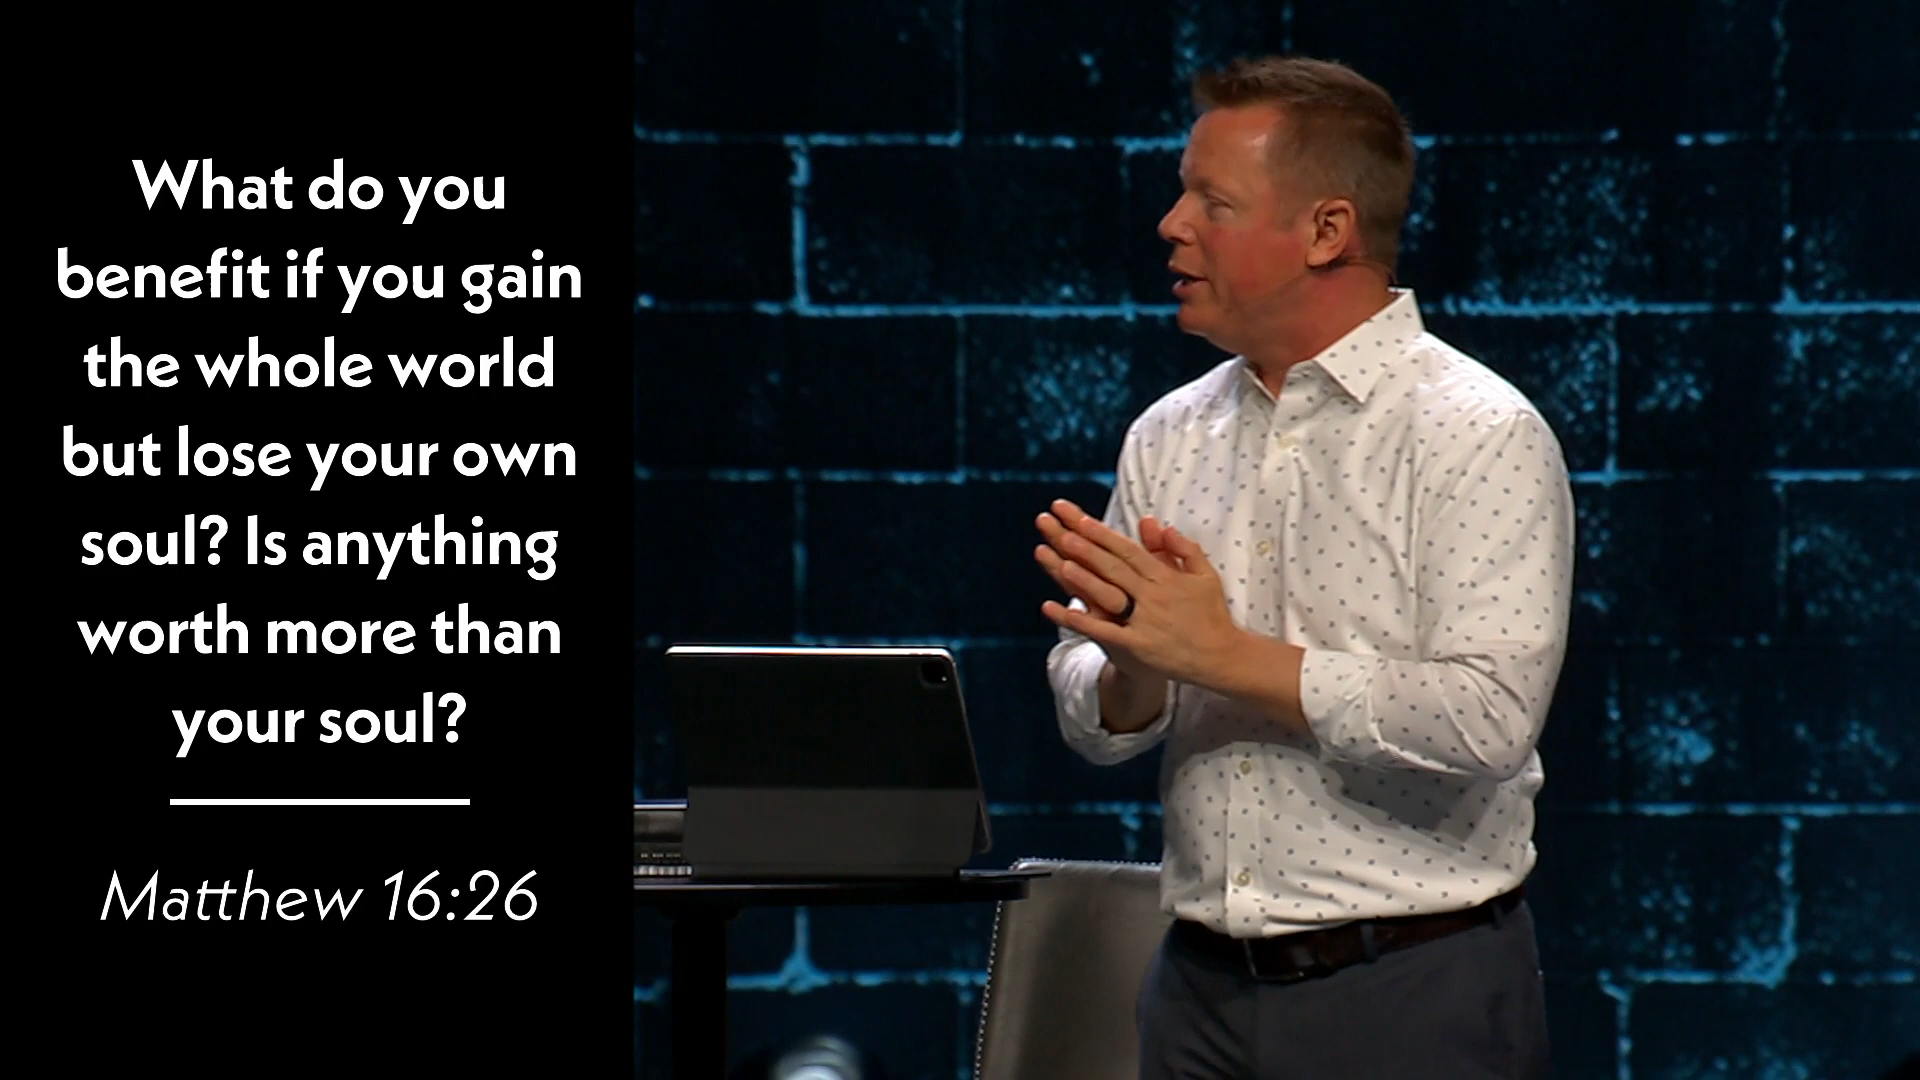 What do you
benefit if you gain
the whole world
but lose your own
soul? Is anything
worth more than
your soul?
Matthew 16:26